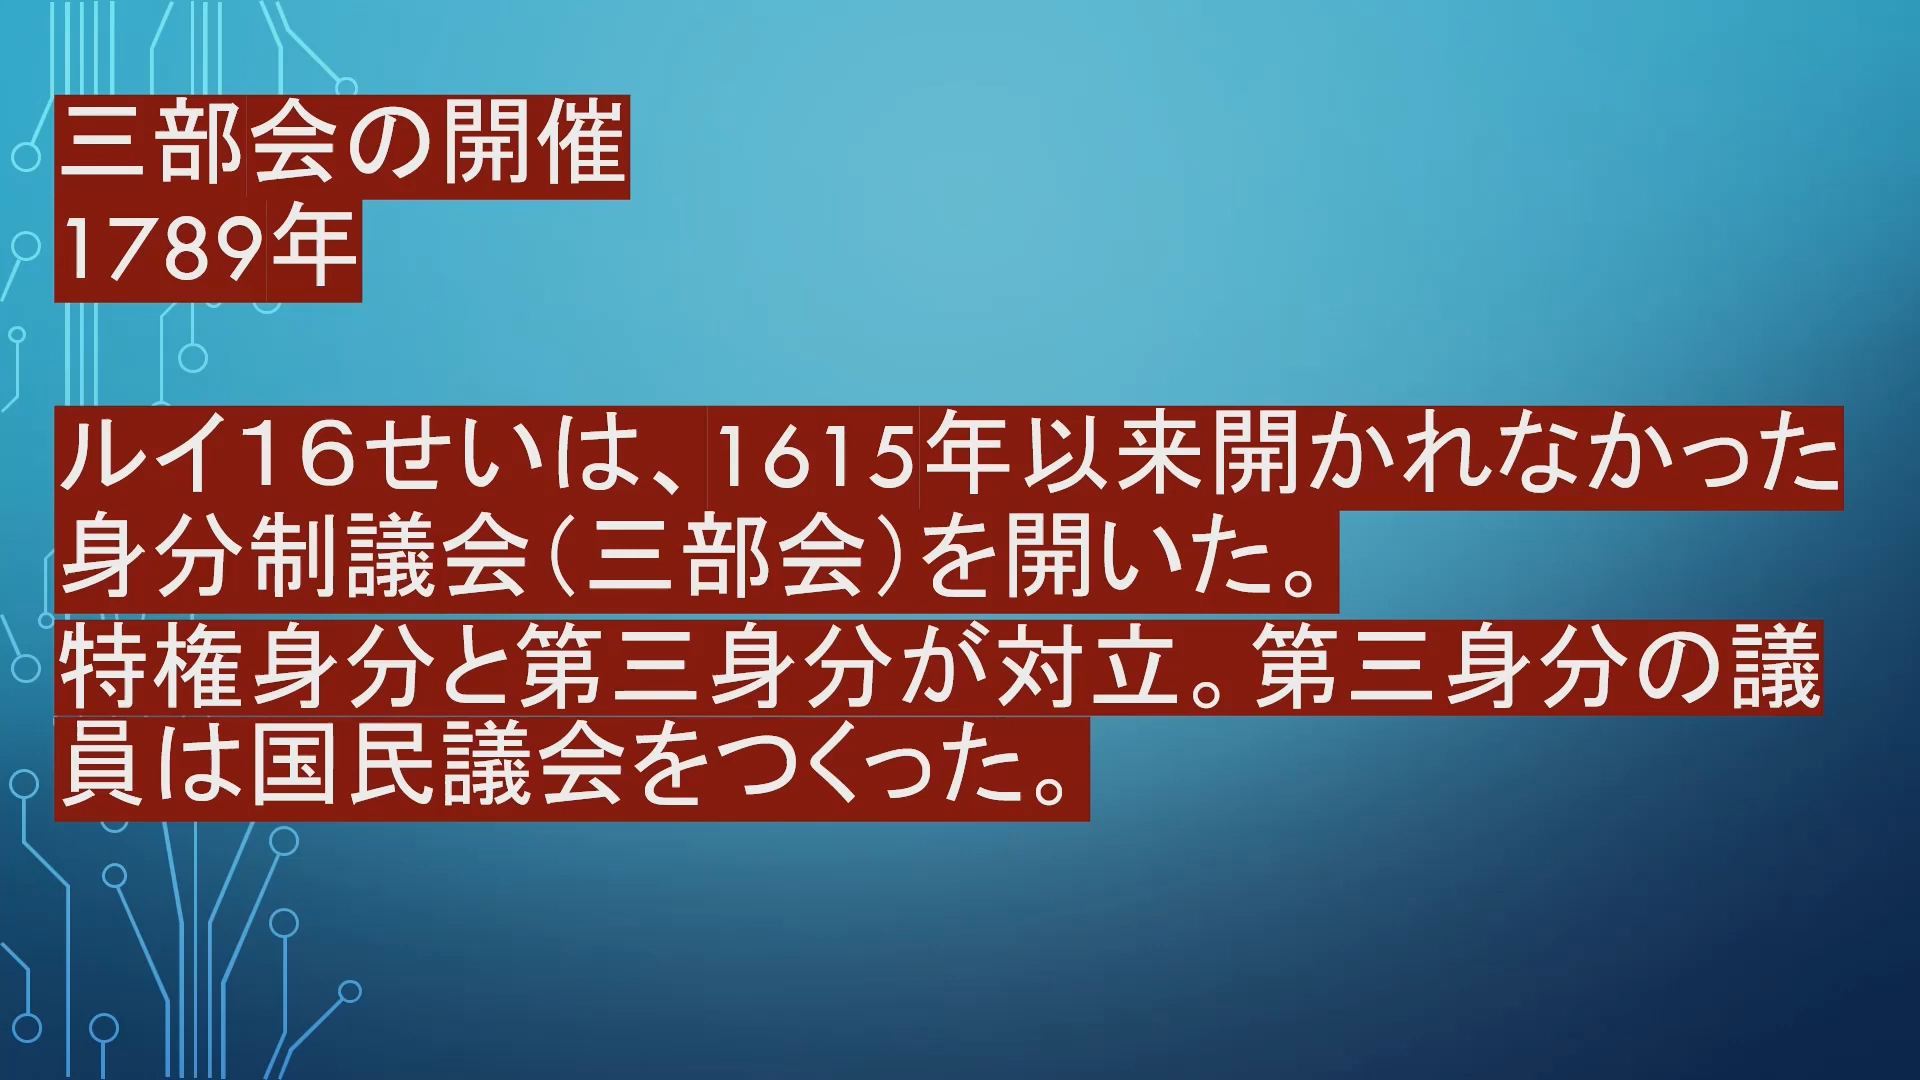 三部会の開催
1789年
ルイ１６せいは、1615年以来開かれなかった
身分制議会（三部会）を開いた。
特権身分と第三身分が対立。第三身分の議
員は国民議会をつくった。